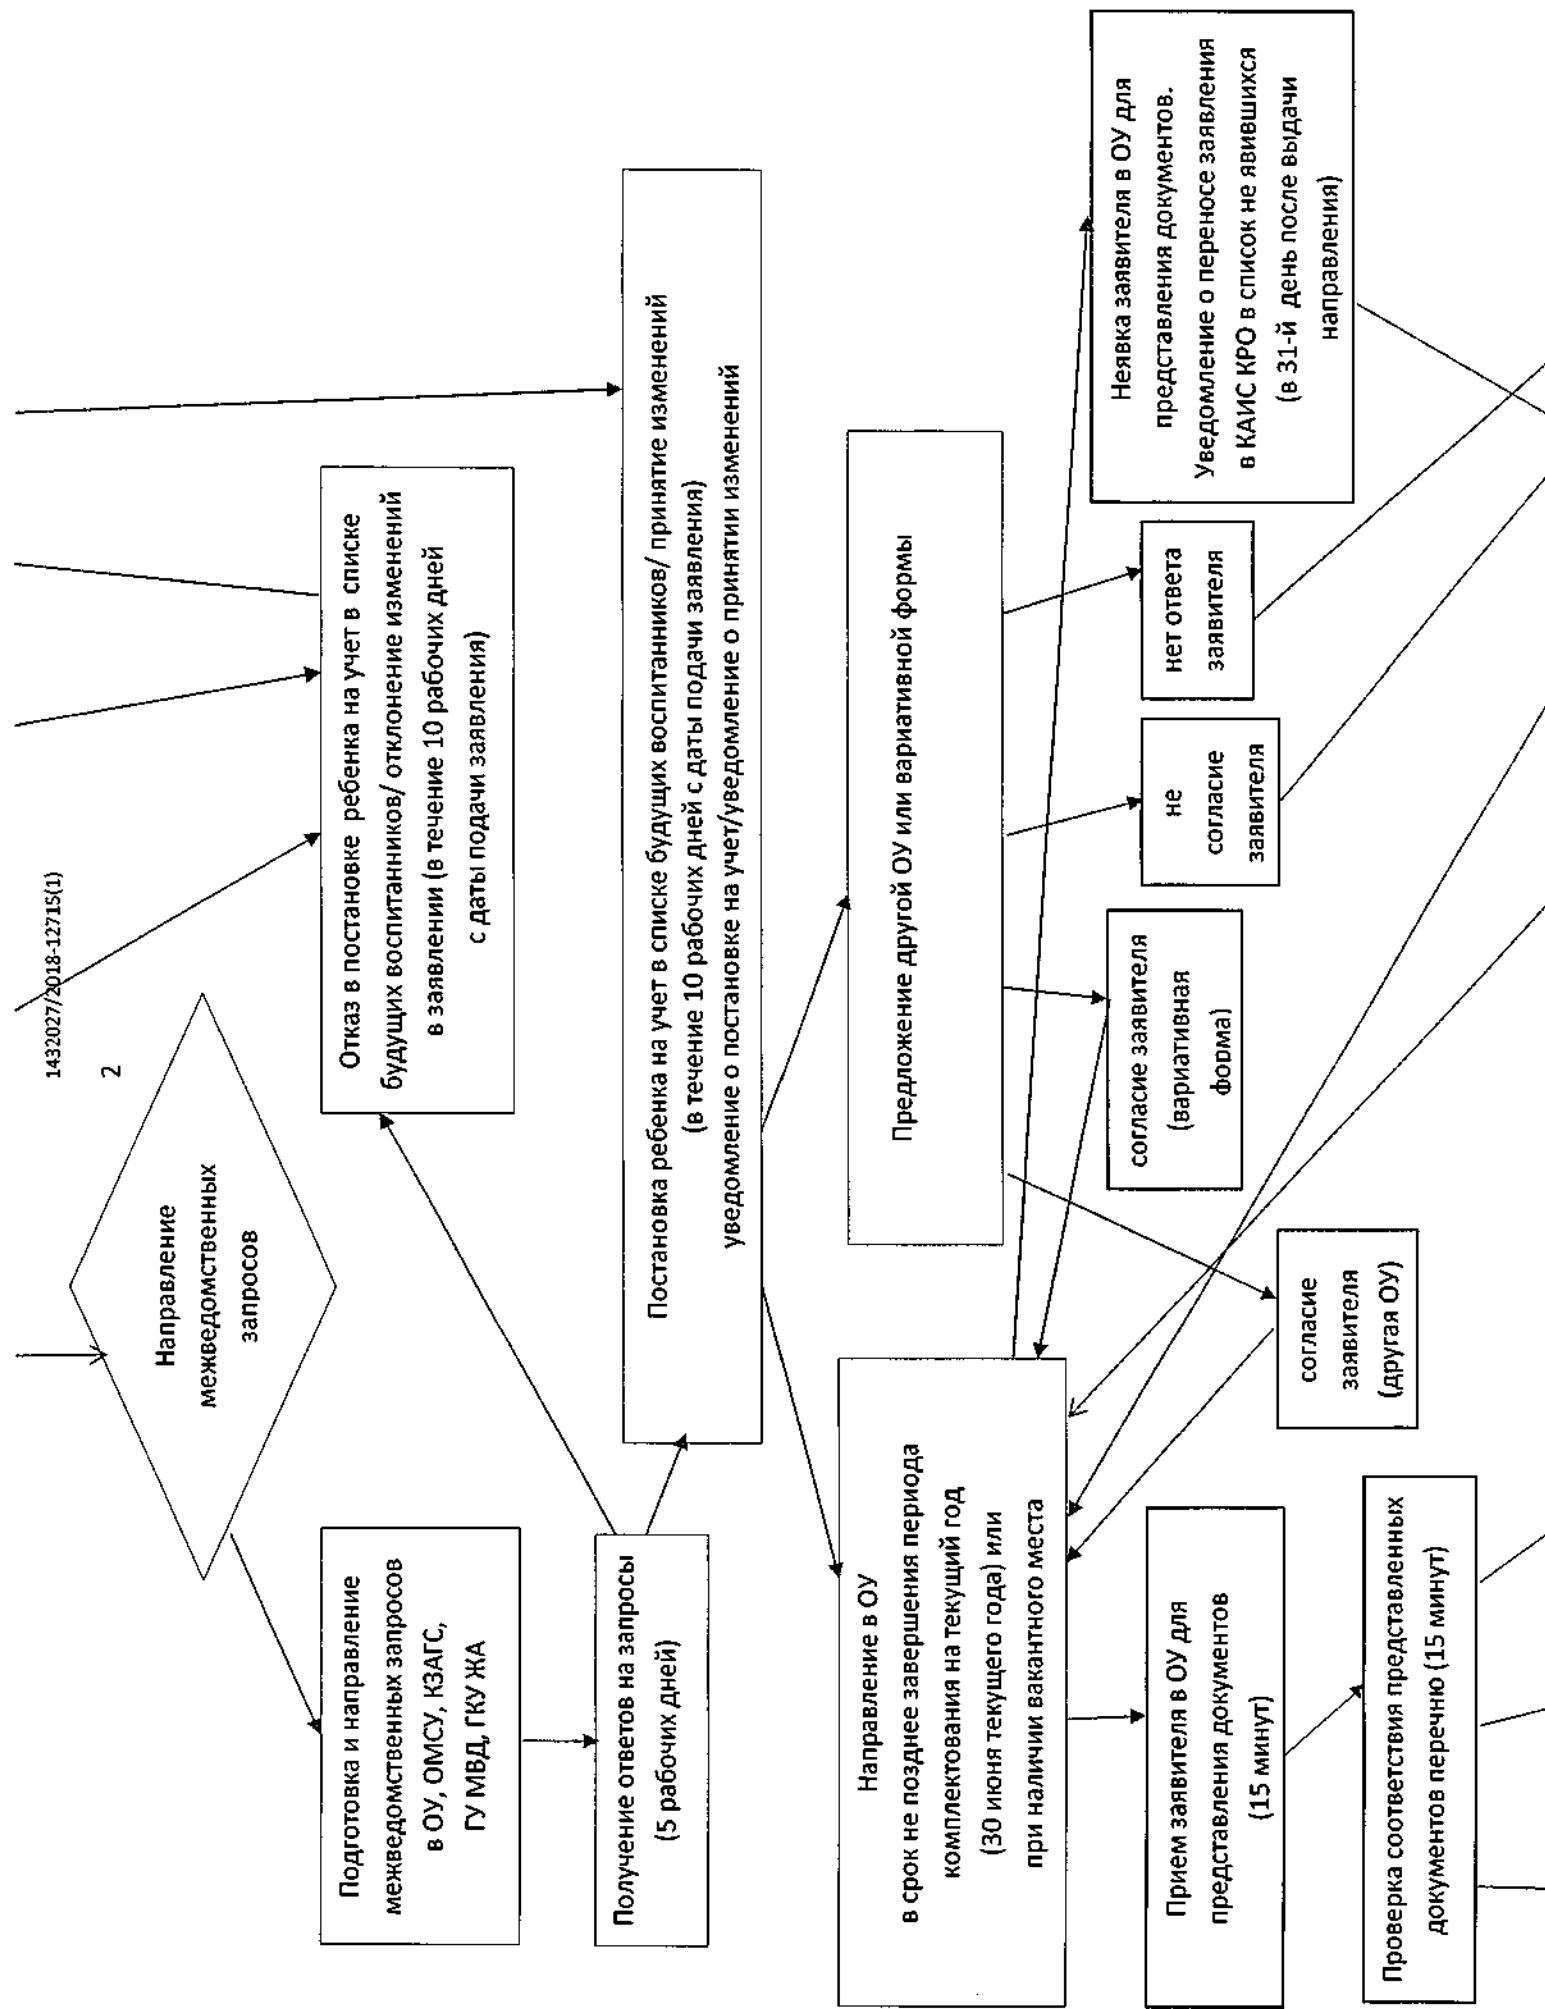 1432027/2018-12715(1)
2
Направление
межведомственных
запросов
Подготовка и направление
межведомственных запросов
в ОУ, ОМСУ, КЗАГС,
ГУ МВД, ГКУ ЖА
Отказ в постановке ребенка на учет в списке
будущих воспитанников/ отклонение изменений
в заявлении (в течение 10 рабочих дней
с даты подачи заявления)
Получение ответов на запросы
(5 рабочих дней)
Постановка ребенка на учет в списке будущих воспитанников/ принятие изменений
(в течение 10 рабочих дней с даты подачи заявления)
уведомление о постановке на учет/уведомление о принятии изменений
Направление в ОУ
в срок не позднее завершения периода
комплектования на текущий год
(30 июня текущего года) или
при наличии вакантного места
Предложение другой ОУ или вариативной формы
Неявка заявителя в ОУ для
представления документов.
Уведомление о переносе заявления
в КАИС КРО в список не явившихся
(в 31-й день после выдачи
направления)
согласие
заявителя
(другая ОУ)
согласие заявителя
(вариативная
форма)
не
согласие
заявителя
нет ответа
заявителя
Прием заявителя в ОУ для
представления документов
(15 минут)
Проверка соответствия представленных
документов перечню (15 минут)